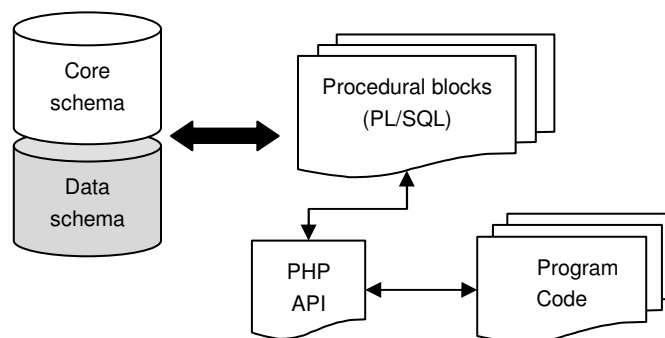 Core
schema
Data
schema
Procedural blocks
(PL/SQL)
PHP
API
Program
Code